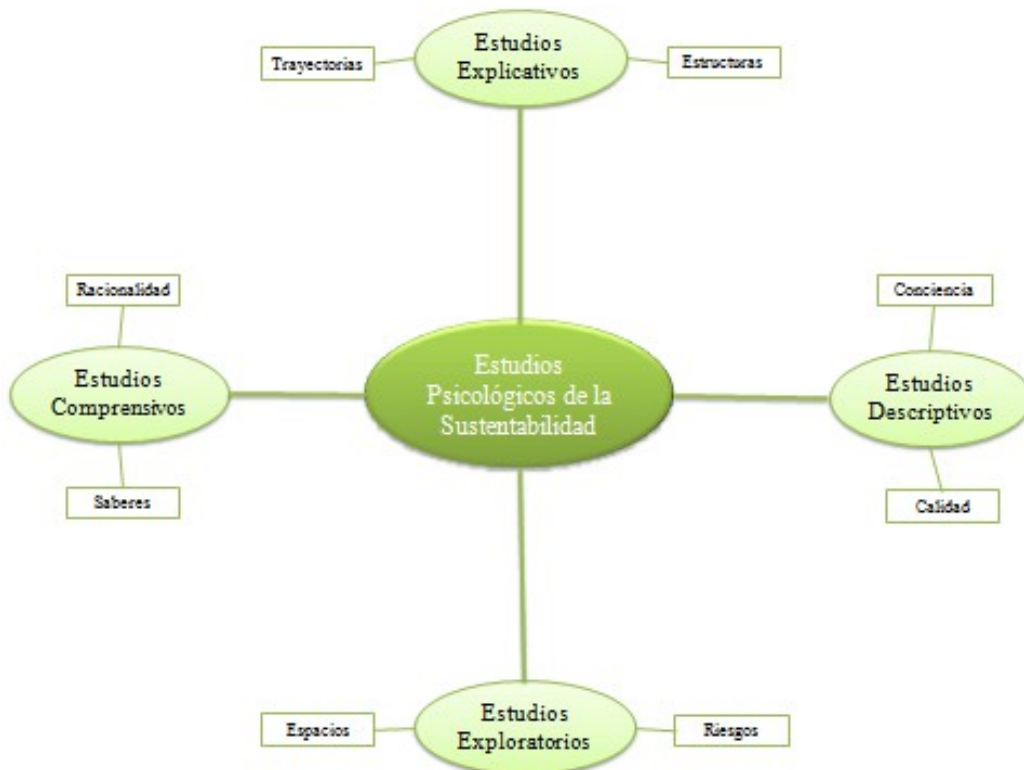 Estudios
Explicativos
Trayectorias
Estructuras
Racionalidad
Estudios
Comprensivos
Saberes
Estudios
Psicológicos de la
Sustentabilidad
Conciencia
Estudios
Descriptivos
Calidad
Espacios
Estudios
Exploratorios
Riesgos